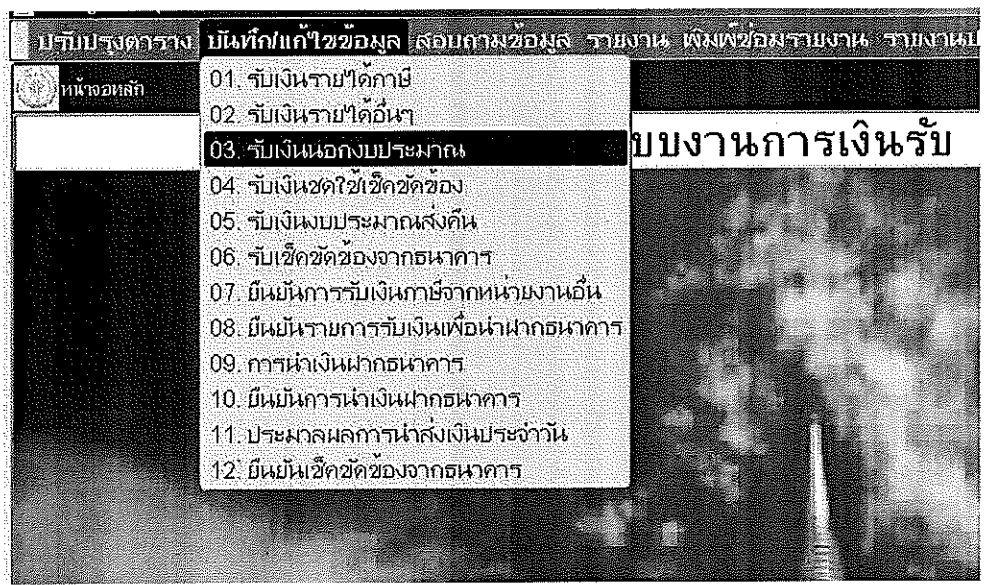 ปรับปรุงตาราง บันทึก/แก้ไขข้อมูล สอบถามข้อมูล รายงาน พิมพ์ซ่อมรายงาน
หน้าจอหลัก
บบงานการเงินรับ
01. รับเงินรายได้ภาษี
02. รับเงินรายได้อื่นๆ
03. รับเงินนอกงบประมาณ
04. รับเงินชดใช้เช็คขัดข้อง
05. รับเงินงบประมาณส่งคืน
06. รับเช็คขัดข้องจากธนาคาร
07. ยืนยันการรับเงินภาษีจากหน่วยงานอื่น
08. ยืนยันรายการรับเงินเพื่อนำฝากธนาคาร
09. การนำเงินฝากธนาคาร
10. ยืนยันการนำเงินฝากธนาคาร
11. ประมวลผลการนำส่งเงินประจำวัน
12. ยืนยันเช็คขัดข้องจากธนาคาร